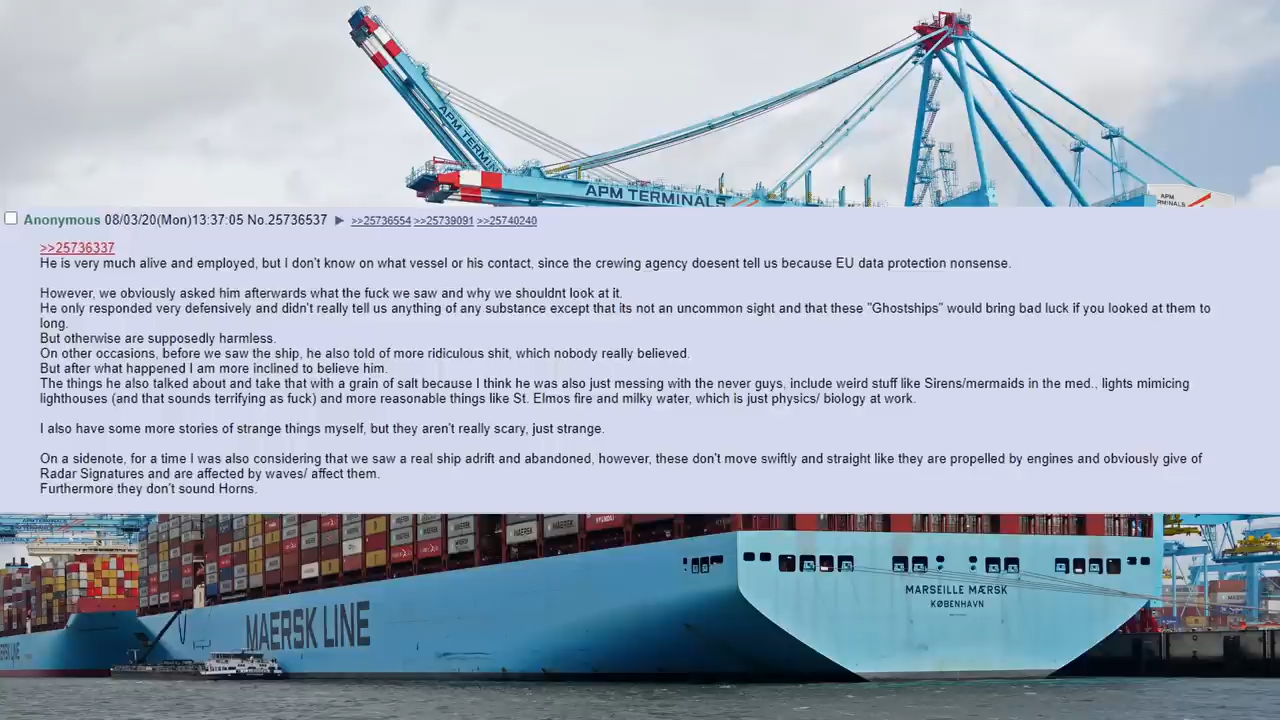 APM TERMINALS
APM TERMINALS
APM
RMINALS
Anonymous 08/03/20(Mon)13:37:05 No.25736537 ▶ >>25736554 >>25739091 >>25740240
>>25736337
He is very much alive and employed, but I don't know on what vessel or his contact, since the crewing agency doesent tell us because EU data protection nonsense.
However, we obviously asked him afterwards what the fuck we saw and why we shouldnt look at it.
He only responded very defensively and didn't really tell us anything of any substance except that its not an uncommon sight and that these "Ghostships" would bring bad luck if you looked at them to
long.
But otherwise are supposedly harmless.
On other occasions, before we saw the ship, he also told of more ridiculous shit, which nobody really believed.
But after what happened I am more inclined to believe him.
The things he also talked about and take that with a grain of salt because I think he was also just messing with the never guys, include weird stuff like Sirens/mermaids in the med., lights mimicing
lighthouses (and that sounds terrifying as fuck) and more reasonable things like St. Elmos fire and milky water, which is just physics/ biology at work.
I also have some more stories of strange things myself, but they aren't really scary, just strange.
On a sidenote, for a time I was also considering that we saw a real ship adrift and abandoned, however, these don't move swiftly and straight like they are propelled by engines and obviously give of
Radar Signatures and are affected by waves/ affect them.
Furthermore they don't sound Horns.
MARSEILLE MÆRSK
KØBENHAVN
MAERSK LINE